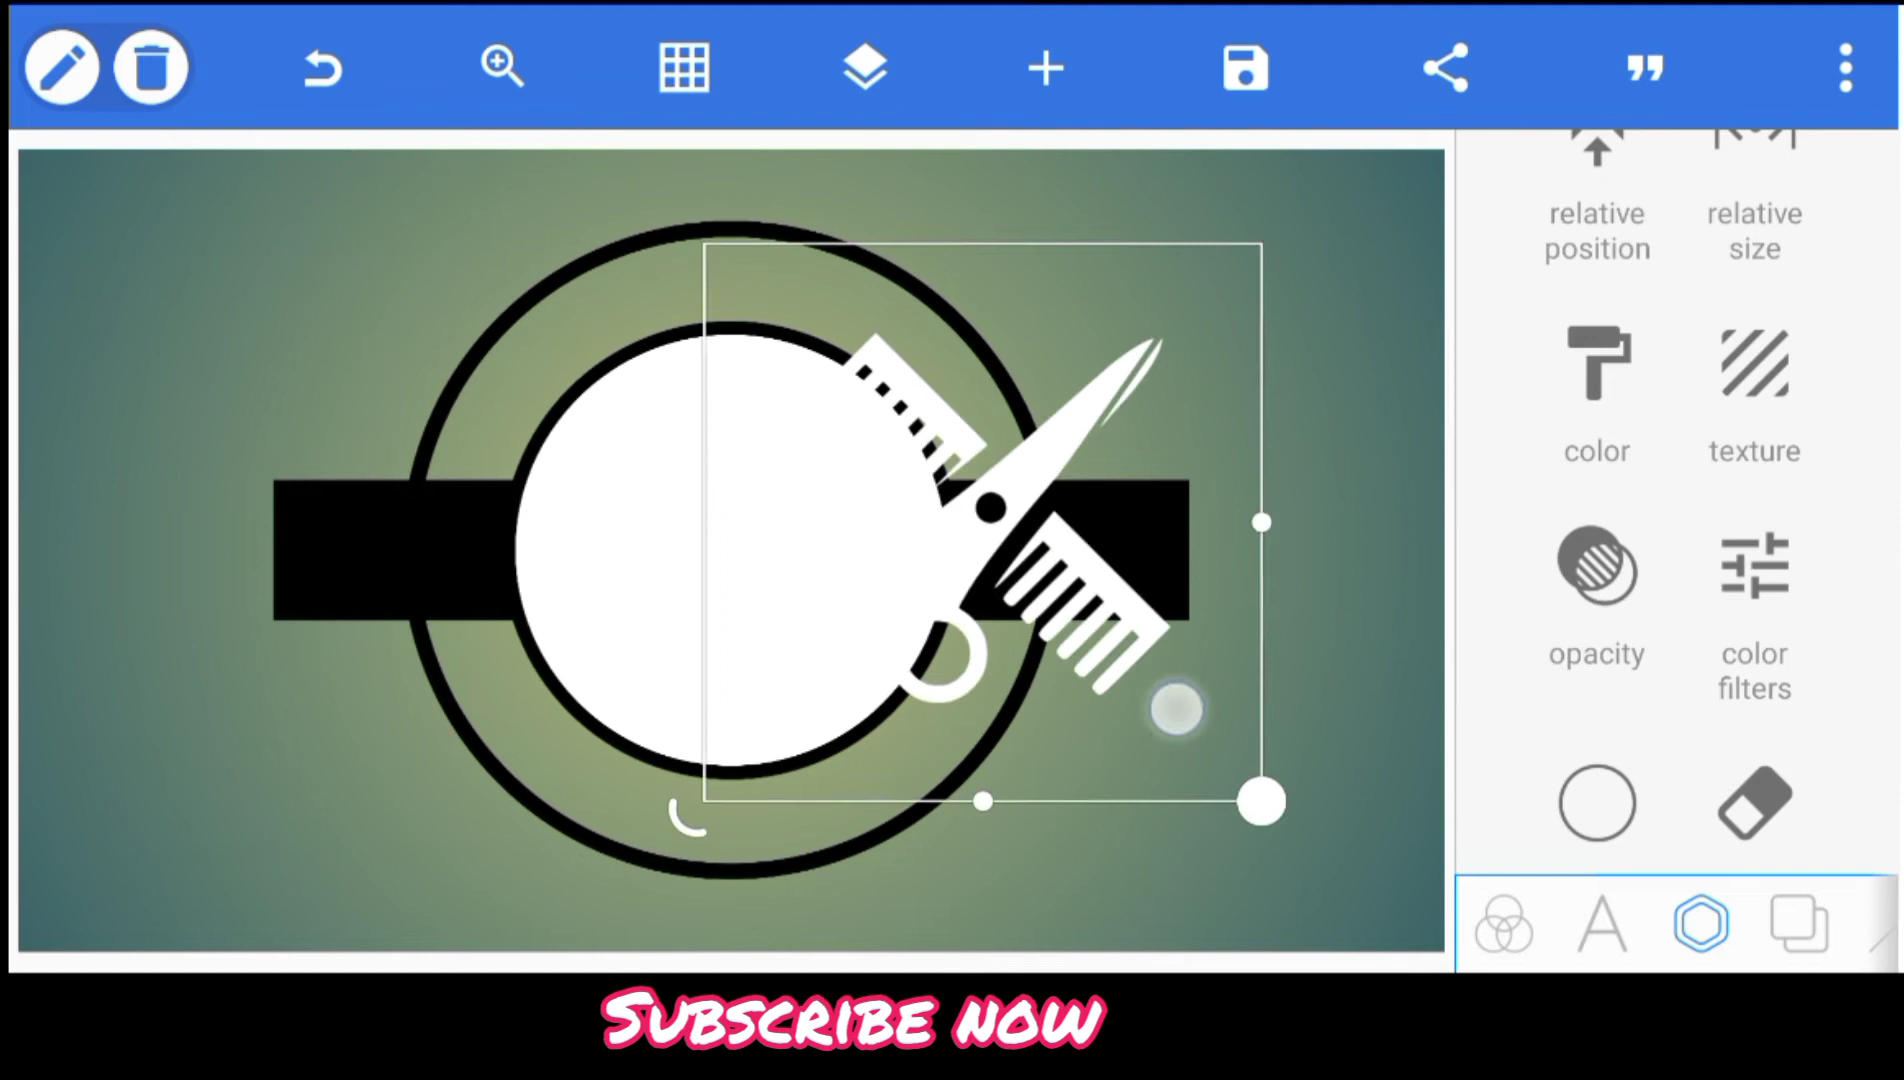 relative
position
relative
size
color
texture
opacity
color
filters
A
SUBSCRIBE NOW